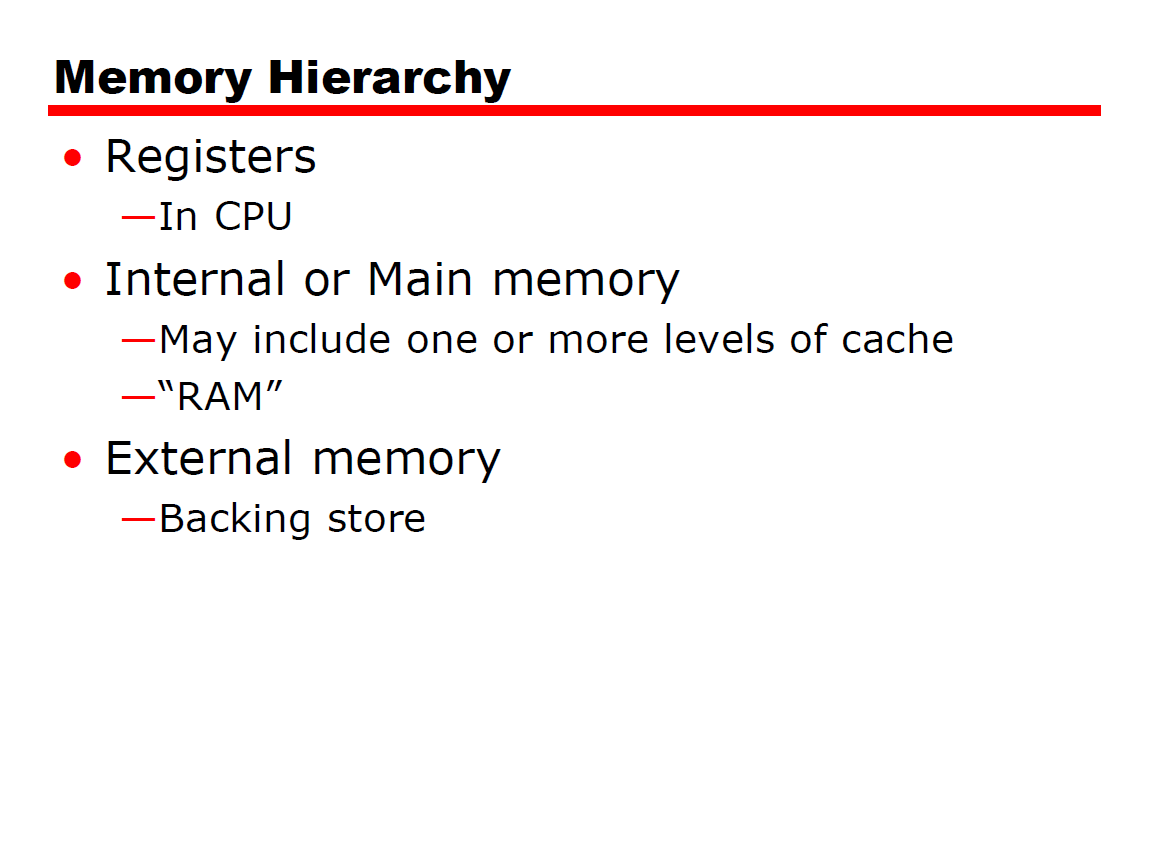 Memory Hierarchy
• Registers
—In CPU
• Internal or Main memory
—May include one or more levels of cache
—“RAM”
• External memory
—Backing store